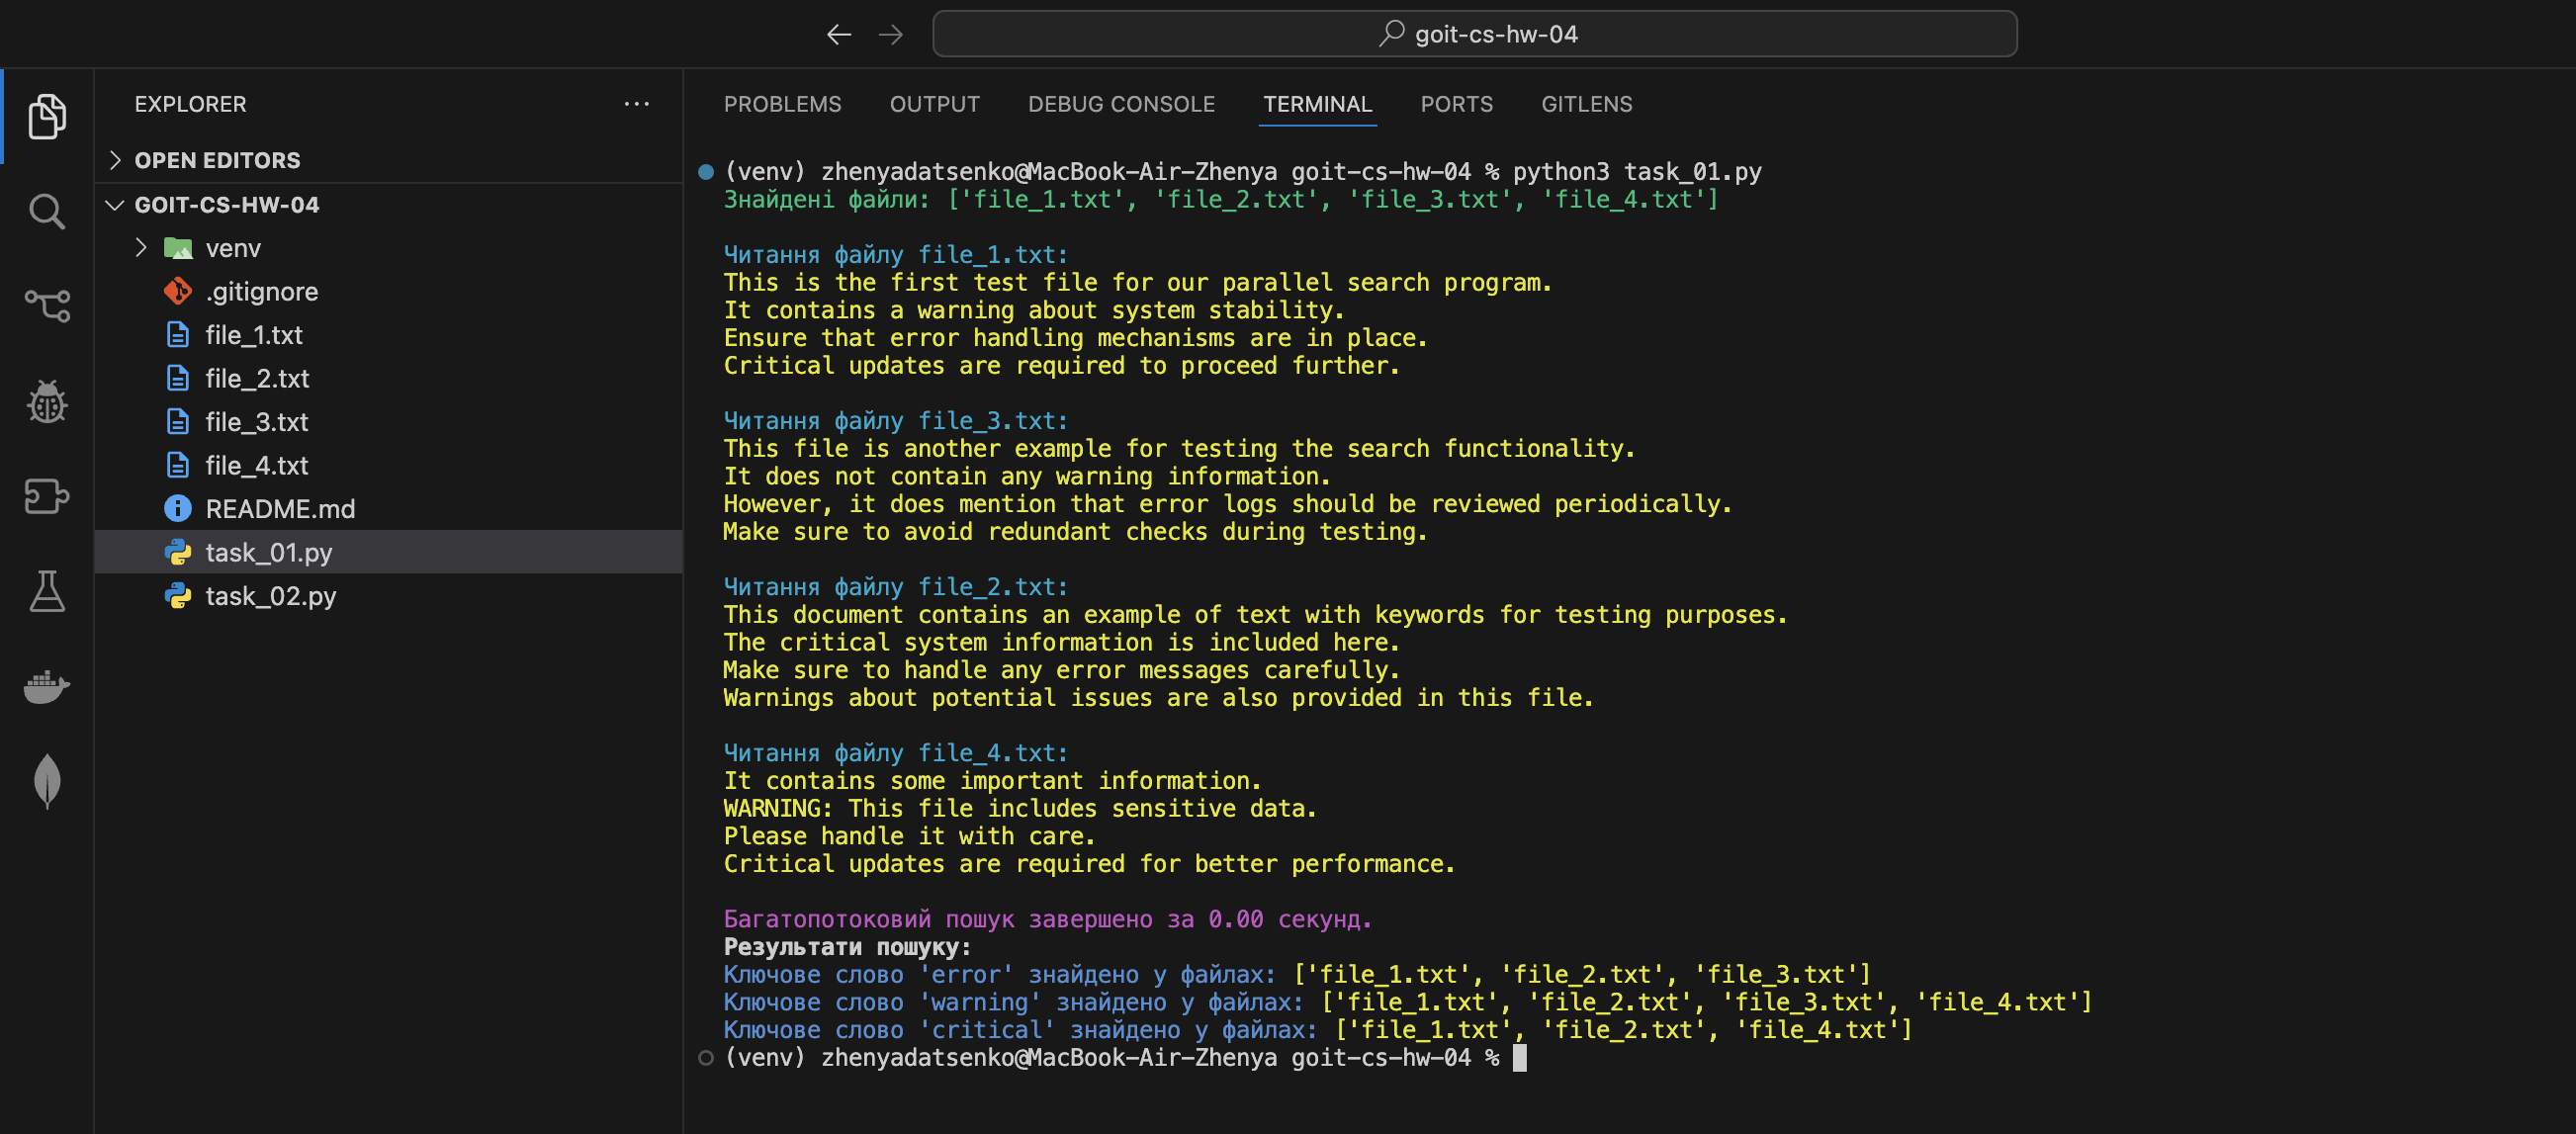 goit-cs-hw-04
EXPLORER
OPEN EDITORS
GOIT-CS-HW-04
venv
.gitignore
file_1.txt
file_2.txt
file_3.txt
file_4.txt
README.md
task_01.py
task_02.py
PROBLEMS OUTPUT DEBUG CONSOLE TERMINAL PORTS GITLENS
(venv) zhenyadatsenko@MacBook-Air-Zhenya goit-cs-hw-04 % python3 task_01.py
Знайдені файли: ['file_1.txt', 'file_2.txt', 'file_3.txt', 'file_4.txt']
Читання файлу file_1.txt:
This is the first test file for our parallel search program.
It contains a warning about system stability.
Ensure that error handling mechanisms are in place.
Critical updates are required to proceed further.
Читання файлу file_3.txt:
This file is another example for testing the search functionality.
It does not contain any warning information.
However, it does mention that error logs should be reviewed periodically.
Make sure to avoid redundant checks during testing.
Читання файлу file_2.txt:
This document contains an example of text with keywords for testing purposes.
The critical system information is included here.
Make sure to handle any error messages carefully.
Warnings about potential issues are also provided in this file.
Читання файлу file_4.txt:
It contains some important information.
WARNING: This file includes sensitive data.
Please handle it with care.
Critical updates are required for better performance.
Багатопотоковий пошук завершено за 0.00 секунд.
Результати пошуку:
Ключове слово 'error' знайдено у файлах: ['file_1.txt', 'file_2.txt', 'file_3.txt']
Ключове слово 'warning' знайдено у файлах: ['file_1.txt', 'file_2.txt', 'file_3.txt', 'file_4.txt']
Ключове слово 'critical' знайдено у файлах: ['file_1.txt', 'file_2.txt', 'file_4.txt']
(venv) zhenyadatsenko@MacBook-Air-Zhenya goit-cs-hw-04 %